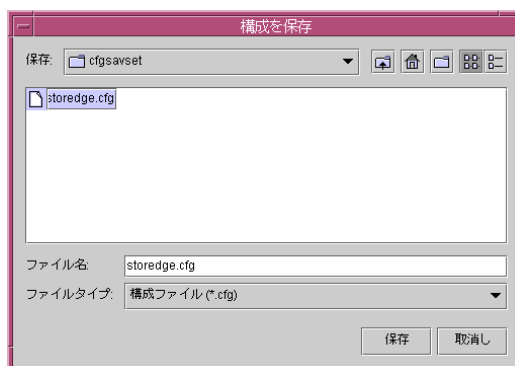 構成を保存
保存: cfgsavset
storedge.cfg
ファイル名: storedge.cfg
ファイルタイプ: 構成ファイル (*.cfg)
保存 取消し